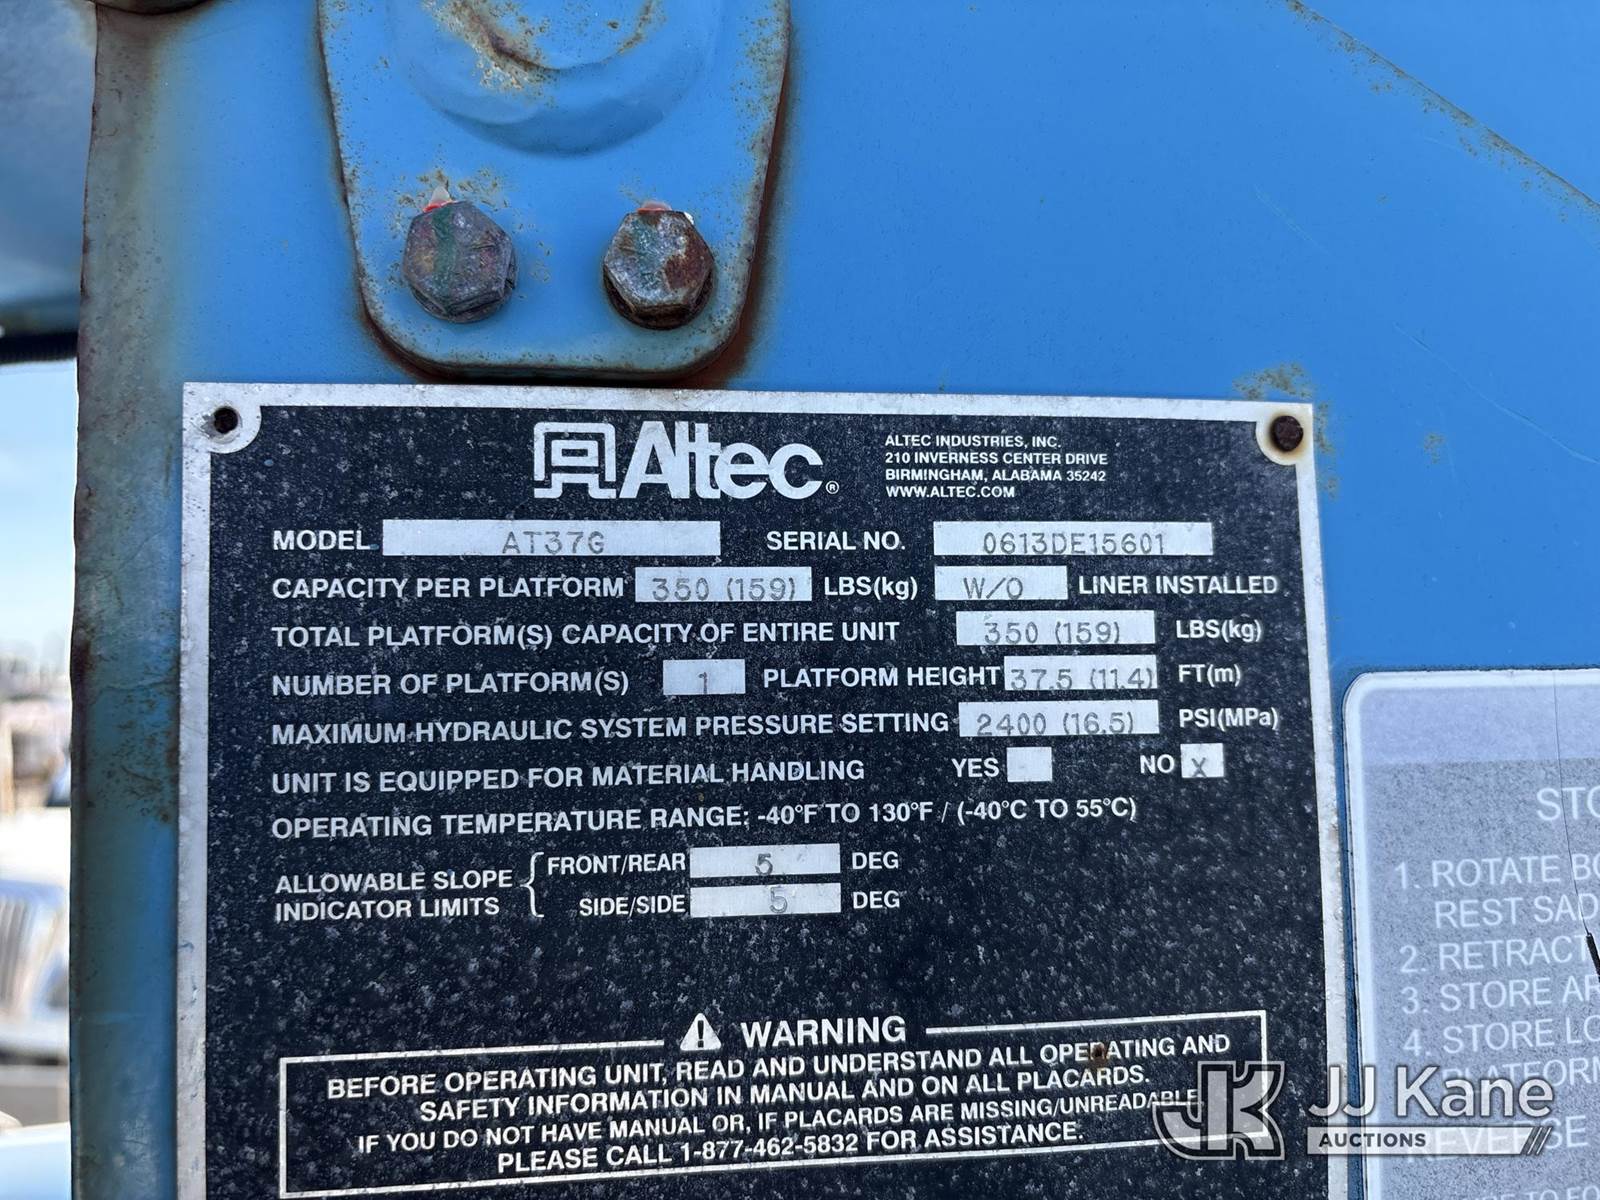 Altec®
ALTEC INDUSTRIES, INC.
210 INVERNESS CENTER DRIVE
BIRMINGHAM, ALABAMA 35242
WWW.ALTEC.COM
MODEL AT37G SERIAL NO. 0613DE15601
CAPACITY PER PLATFORM 350 (159) LBS(kg) W/O LINER INSTALLED
TOTAL PLATFORM(S) CAPACITY OF ENTIRE UNIT 350 (159) LBS(kg)
NUMBER OF PLATFORM(S) 1 PLATFORM HEIGHT 37.5 (11.4) FT(m)
MAXIMUM HYDRAULIC SYSTEM PRESSURE SETTING 2400 (16.5) PSI(MPa)
UNIT IS EQUIPPED FOR MATERIAL HANDLING YES NO X
OPERATING TEMPERATURE RANGE: -40°F TO 130°F / (-40°C TO 55°C)
ALLOWABLE SLOPE INDICATOR LIMITS
FRONT/REAR 5 DEG
SIDE/SIDE 5 DEG
WARNING
BEFORE OPERATING UNIT, READ AND UNDERSTAND ALL OPERATING AND
SAFETY INFORMATION IN MANUAL AND ON ALL PLACARDS.
IF YOU DO NOT HAVE MANUAL OR, IF PLACARDS ARE MISSING/UNREADABLE,
PLEASE CALL 1-877-462-5832 FOR ASSISTANCE.
1. ROTATE
REST
2. RETRACT
3. STORE
4. STORE
REVERSE
JK JJ Kane
AUCTIONS